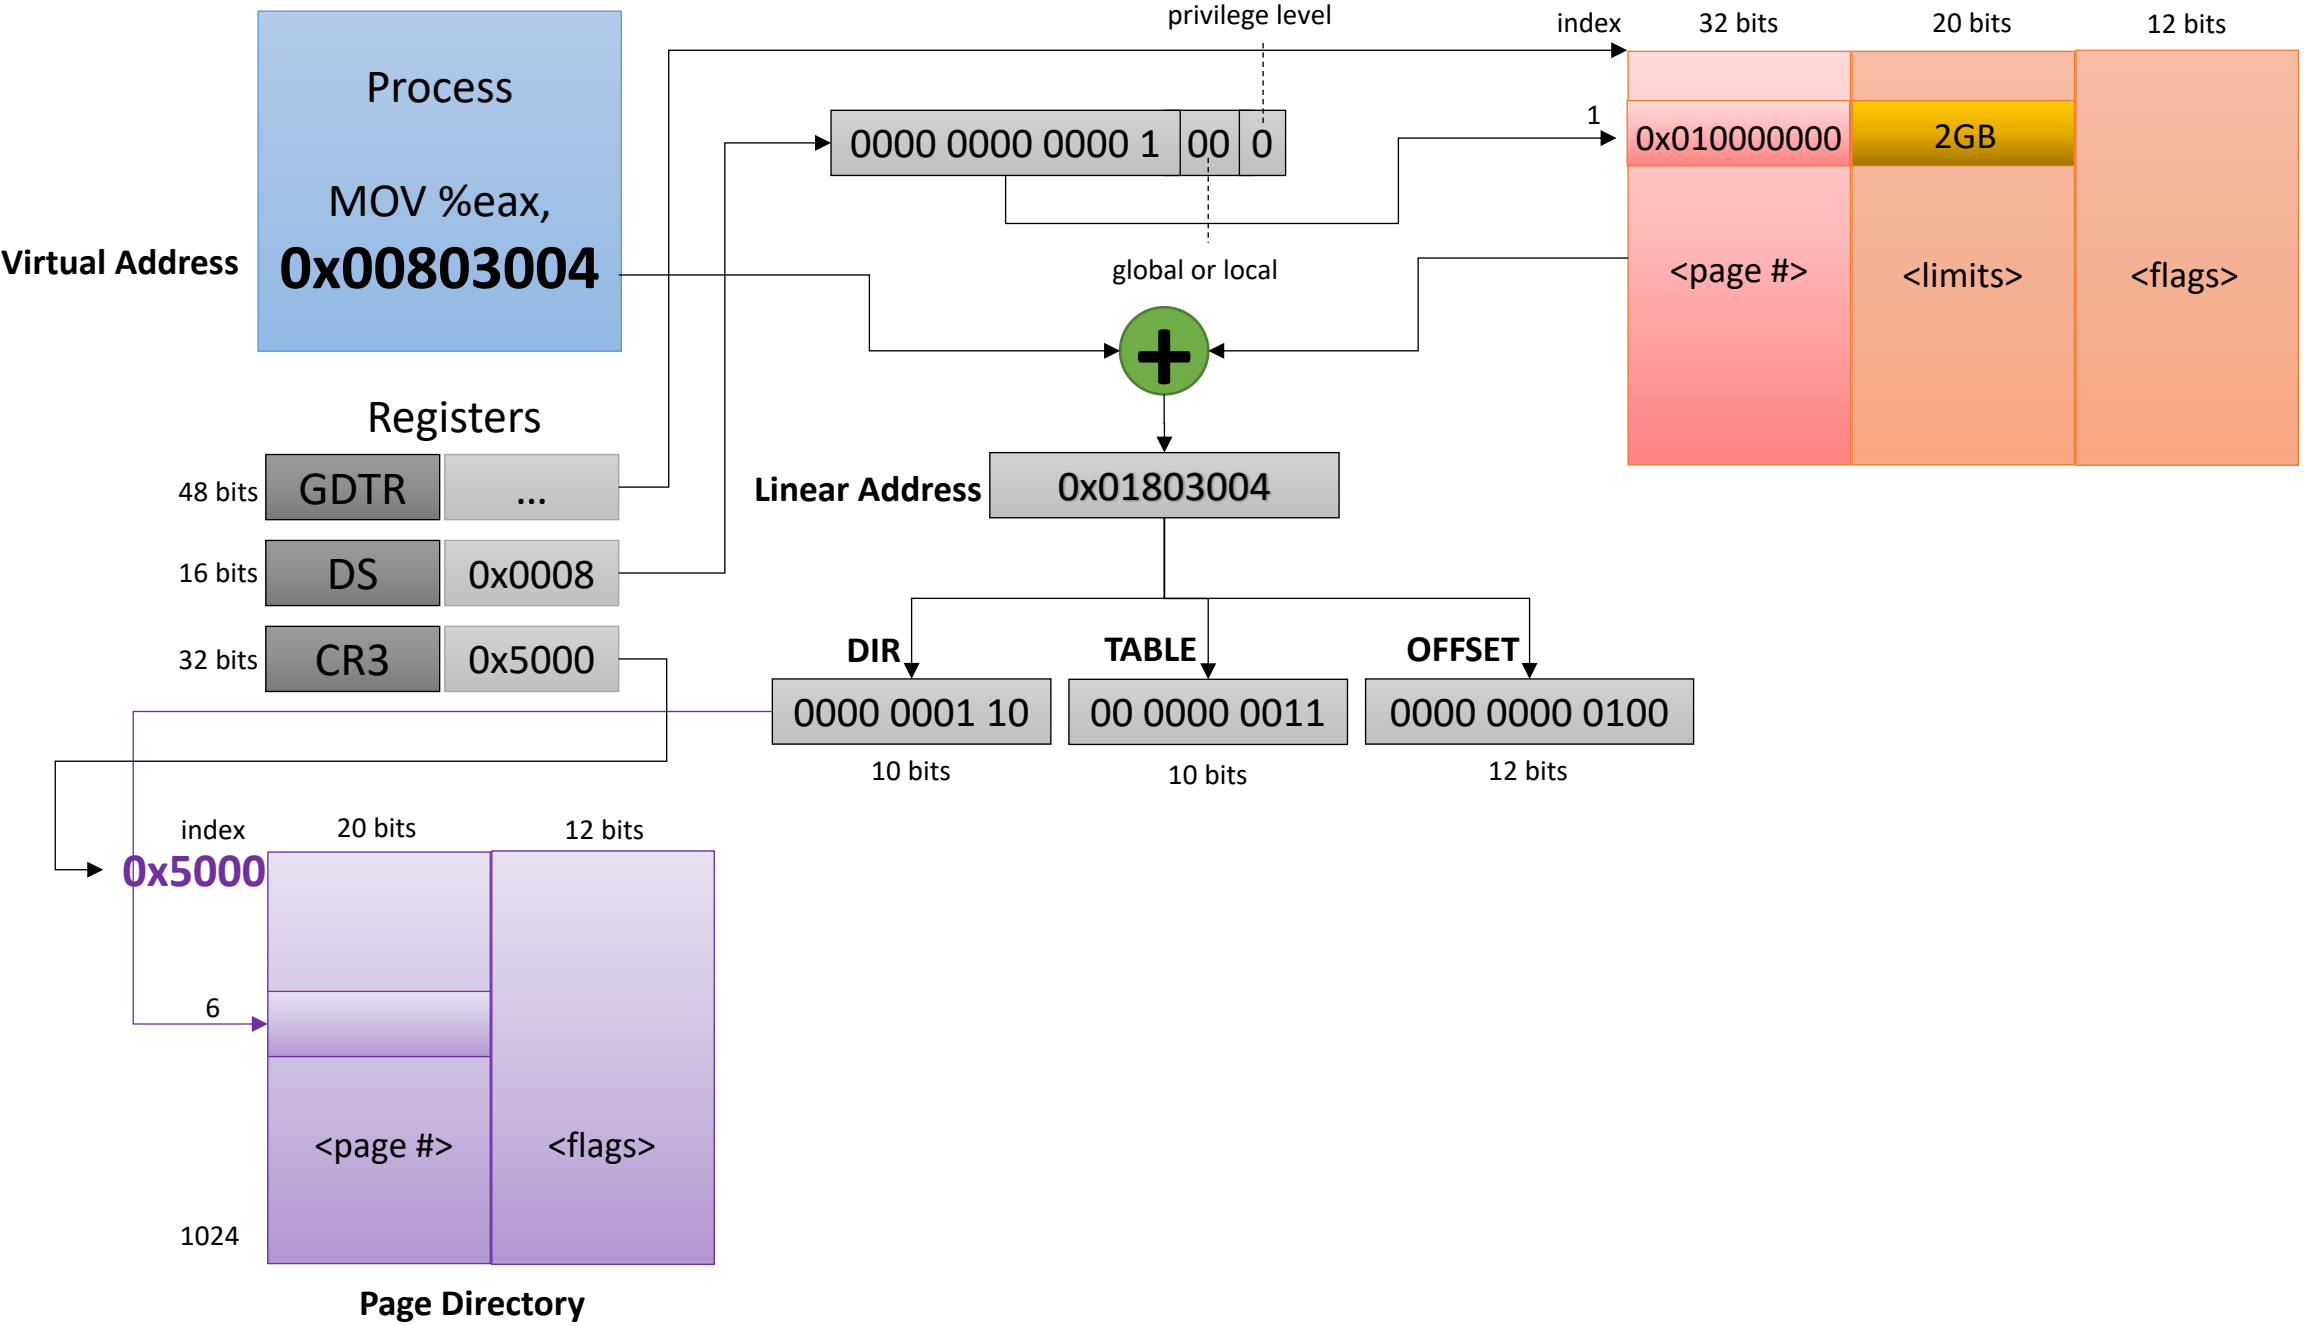 privilege level
index
32 bits
20 bits
12 bits
Process
MOV %eax,
0x00803004
Virtual Address
0000 0000 0000 1
00
0
global or local
1
0x010000000
2GB
<page #>
<limits>
<flags>
+
Registers
48 bits
GDTR
...
16 bits
DS
0x0008
32 bits
CR3
0x5000
Linear Address
0x01803004
DIR
TABLE
OFFSET
0000 0001 10
00 0000 0011
0000 0000 0100
10 bits
10 bits
12 bits
index
20 bits
12 bits
0x5000
6
<page #>
<flags>
1024
Page Directory